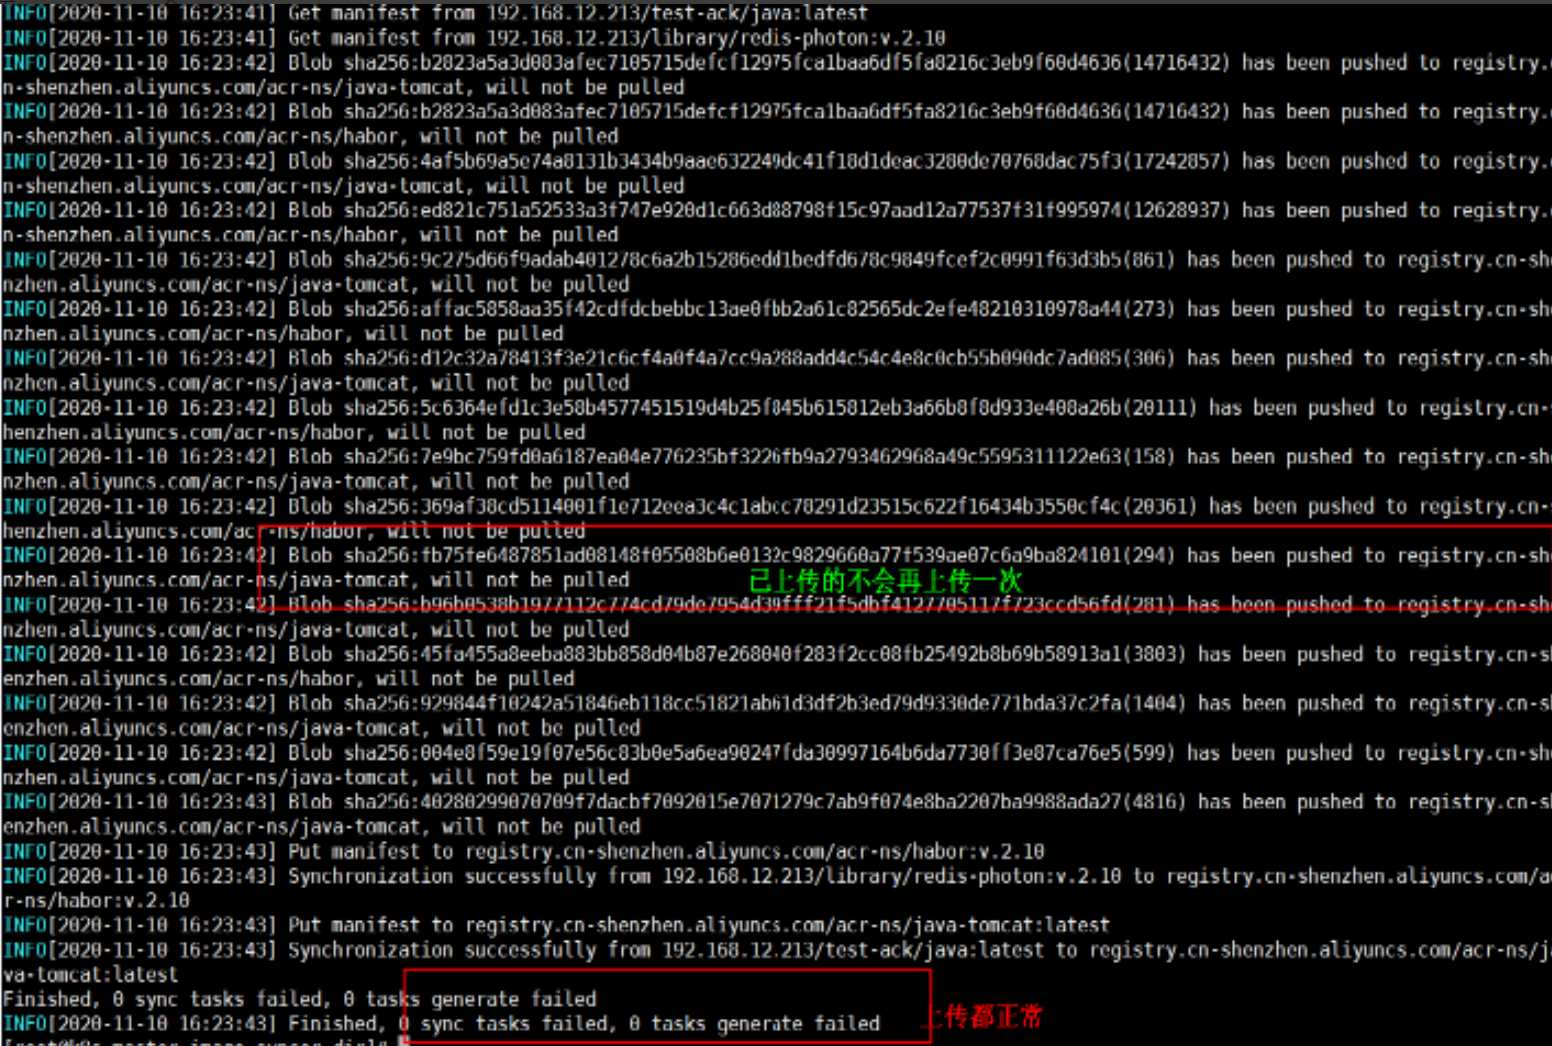 INFO[2020-11-10 16:23:41] Get manifest from 192.168.12.213/test-ack/java:latest
INFO[2020-11-10 16:23:41] Get manifest from 192.168.12.213/library/redis-photon:v.2.10
INFO[2020-11-10 16:23:42] Blob sha256:b2823a5a3d083afec7105715defcf12975fca1baa6df5fa8216c3eb9f60d4636(14716432) has been pushed to registry.
n-shenzhen.aliyuncs.com/acr-ns/java-tomcat, will not be pulled
INFO[2020-11-10 16:23:42] Blob sha256:b2823a5a3d083afec7105715defcf12975fca1baa6df5fa8216c3eb9f60d4636(14716432) has been pushed to registry.
n-shenzhen.aliyuncs.com/acr-ns/habor, will not be pulled
INFO[2020-11-10 16:23:42] Blob sha256:4af5b69a5e74a8131b3434b9aae632249dc41f18d1deac3280de70768dac75f3(17242857) has been pushed to registry.
n-shenzhen.aliyuncs.com/acr-ns/java-tomcat, will not be pulled
INFO[2020-11-10 16:23:42] Blob sha256:ed821c751a52533a3f747e920d1c663d88798f15c97aad12a77537f31f995974(12628937) has been pushed to registry.
n-shenzhen.aliyuncs.com/acr-ns/habor, will not be pulled
INFO[2020-11-10 16:23:42] Blob sha256:9c275d66f9adab401278c6a2b15286edd1bedfd678c9849fcef2c0991f63d3b5(861) has been pushed to registry.cn-she
nzhen.aliyuncs.com/acr-ns/java-tomcat, will not be pulled
INFO[2020-11-10 16:23:42] Blob sha256:affac5858aa35f42cdfdcbebbc13ae0fbb2a61c82565dc2efe48210310978a44(273) has been pushed to registry.cn-she
nzhen.aliyuncs.com/acr-ns/habor, will not be pulled
INFO[2020-11-10 16:23:42] Blob sha256:d12c32a78413f3e21c6cf4a0f4a7cc9a288add4c54c4e8c0cb55b090dc7ad085(306) has been pushed to registry.cn-she
nzhen.aliyuncs.com/acr-ns/java-tomcat, will not be pulled
INFO[2020-11-10 16:23:42] Blob sha256:5c6364efd1c3e58b4577451519d4b25f845b615812eb3a66b8f8d933e408a26b(20111) has been pushed to registry.cn-
henzhen.aliyuncs.com/acr-ns/habor, will not be pulled
INFO[2020-11-10 16:23:42] Blob sha256:7e9bc759fd0a6187ea04e776235bf3226fb9a2793462968a49c5595311122e63(158) has been pushed to registry.cn-she
nzhen.aliyuncs.com/acr-ns/java-tomcat, will not be pulled
INFO[2020-11-10 16:23:42] Blob sha256:369af38cd5114001f1e712eea3c4c1abcc78291d23515c622f16434b3550cf4c(20361) has been pushed to registry.cn-
henzhen.aliyuncs.com/acr-ns/habor, will not be pulled
INFO[2020-11-10 16:23:42] Blob sha256:fb75fe6487851ad08148f05508b6e0132c9829660a77f539ae07c6a9ba824101(294) has been pushed to registry.cn-she
nzhen.aliyuncs.com/acr-ns/java-tomcat, will not be pulled 已上传的不会再上传一次
INFO[2020-11-10 16:23:42] Blob sha256:b96b0538b1977112c774cd79de7954d39fff21f5dbf4127705117f723ccd56fd(281) has been pushed to registry.cn-she
nzhen.aliyuncs.com/acr-ns/java-tomcat, will not be pulled
INFO[2020-11-10 16:23:42] Blob sha256:45fa455a8eeba883bb858d04b87e268040f283f2cc08fb25492b8b69b58913a1(3803) has been pushed to registry.cn-s
enzhen.aliyuncs.com/acr-ns/habor, will not be pulled
INFO[2020-11-10 16:23:42] Blob sha256:929844f10242a51846eb118cc51821ab61d3df2b3ed79d9330de771bda37c2fa(1404) has been pushed to registry.cn-s
enzhen.aliyuncs.com/acr-ns/java-tomcat, will not be pulled
INFO[2020-11-10 16:23:42] Blob sha256:004e8f59e19f07e56c83b0e5a6ea90247fda30997164b6da7730ff3e87ca76e5(599) has been pushed to registry.cn-she
nzhen.aliyuncs.com/acr-ns/java-tomcat, will not be pulled
INFO[2020-11-10 16:23:43] Blob sha256:40280299070709f7dacbf7092015e7071279c7ab9f074e8ba2207ba9988ada27(4816) has been pushed to registry.cn-s
enzhen.aliyuncs.com/acr-ns/java-tomcat, will not be pulled
INFO[2020-11-10 16:23:43] Put manifest to registry.cn-shenzhen.aliyuncs.com/acr-ns/habor:v.2.10
INFO[2020-11-10 16:23:43] Synchronization successfully from 192.168.12.213/library/redis-photon:v.2.10 to registry.cn-shenzhen.aliyuncs.com/a
r-ns/habor:v.2.10
INFO[2020-11-10 16:23:43] Put manifest to registry.cn-shenzhen.aliyuncs.com/acr-ns/java-tomcat:latest
INFO[2020-11-10 16:23:43] Synchronization successfully from 192.168.12.213/test-ack/java:latest to registry.cn-shenzhen.aliyuncs.com/acr-ns/j
va-tomcat:latest
Finished, 0 sync tasks failed, 0 tasks generate failed
INFO[2020-11-10 16:23:43] Finished, 0 sync tasks failed, 0 tasks generate failed 上传都正常